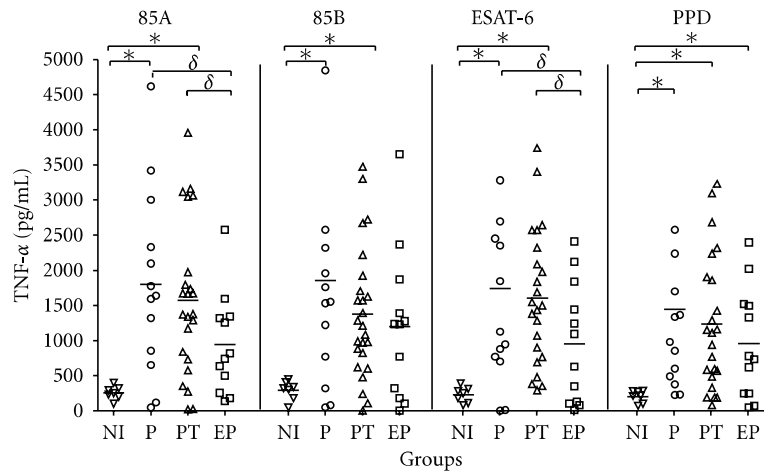 85A 85B ESAT-6 PPD
* * * *
* δ * * δ *
δ δ *
5000
4500
4000
3500
3000
2500
2000
1500
1000
500
0
TNF-α (pg/mL)
NI P PT EP NI P PT EP NI P PT EP NI P PT EP
Groups